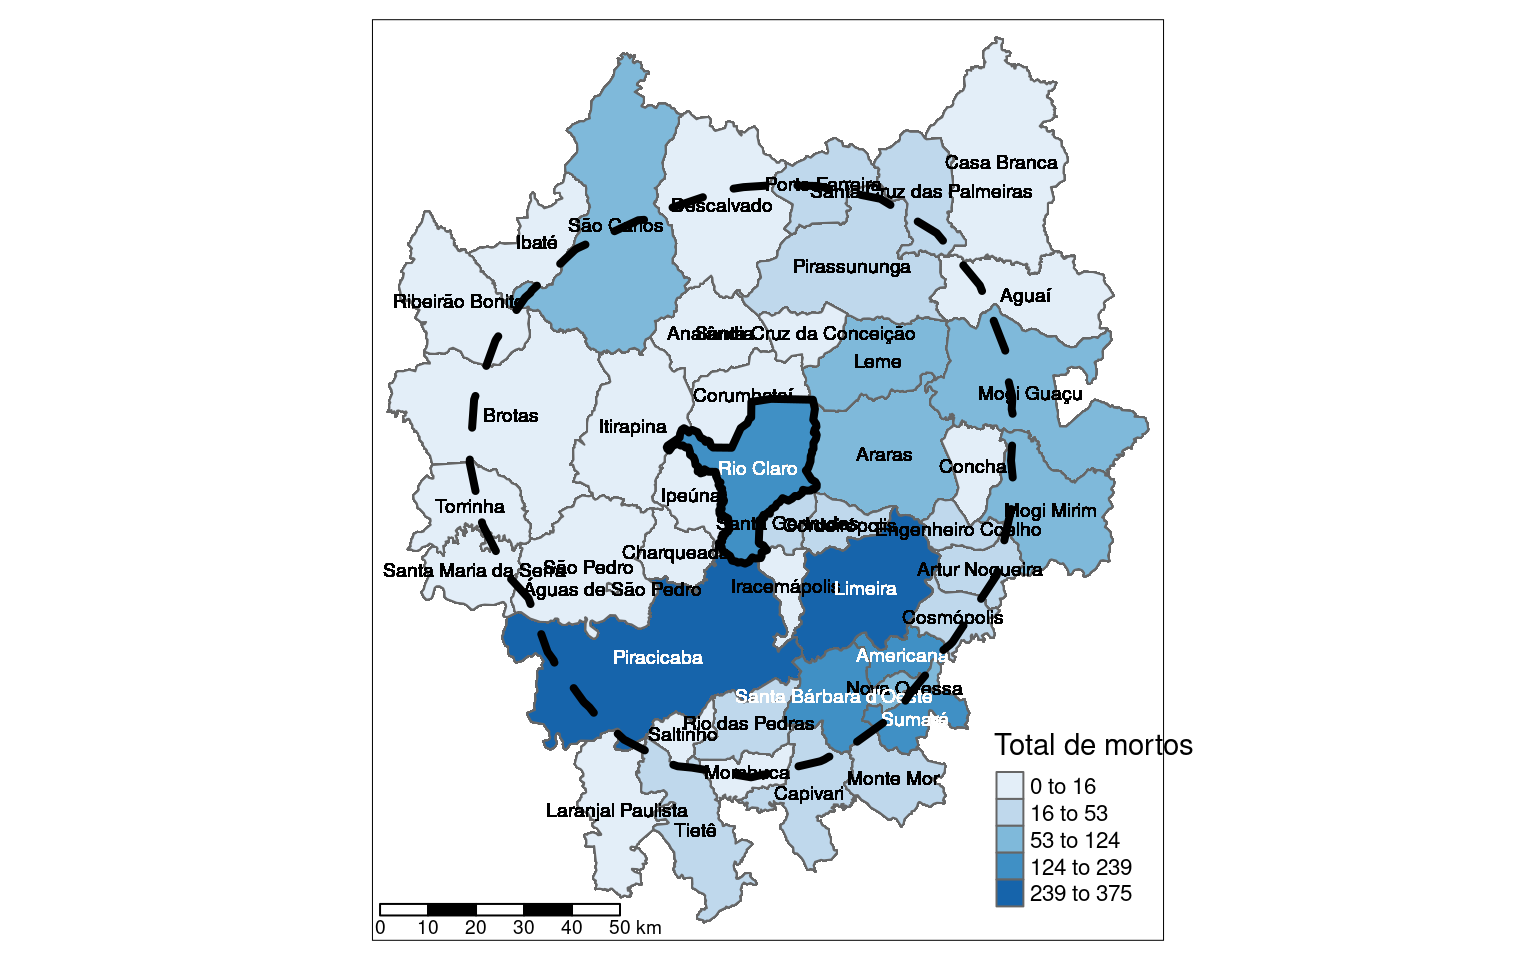 Casa Branca
Porto Ferreira
Santa Cruz das Palmeiras
Descalvado
São Carlos
Ibaté
Pirassununga
Aguaí
Ribeirão Bonito
Analândia
Santa Cruz da Conceição
Leme
Mogi Guaçu
Corumbataí
Brotas
Itirapina
Araras
Conchal
Rio Claro
Ipeúna
Torrinha
Mogi Mirim
Santa Gertrudes
Cordeirópolis
Engenheiro Coelho
Charqueada
São Pedro
Santa Maria da Serra
Artur Nogueira
Águas de São Pedro
Iracemápolis
Limeira
Cosmópolis
Piracicaba
Americana
Nova Odessa
Santa Bárbara d'Oeste
Sumaré
Rio das Pedras
Saltinho
Mombuca
Monte Mor
Capivari
Laranjal Paulista
Tietê
Total de mortos
0 to 16
16 to 53
53 to 124
124 to 239
239 to 375
0 10 20 30 40 50 km